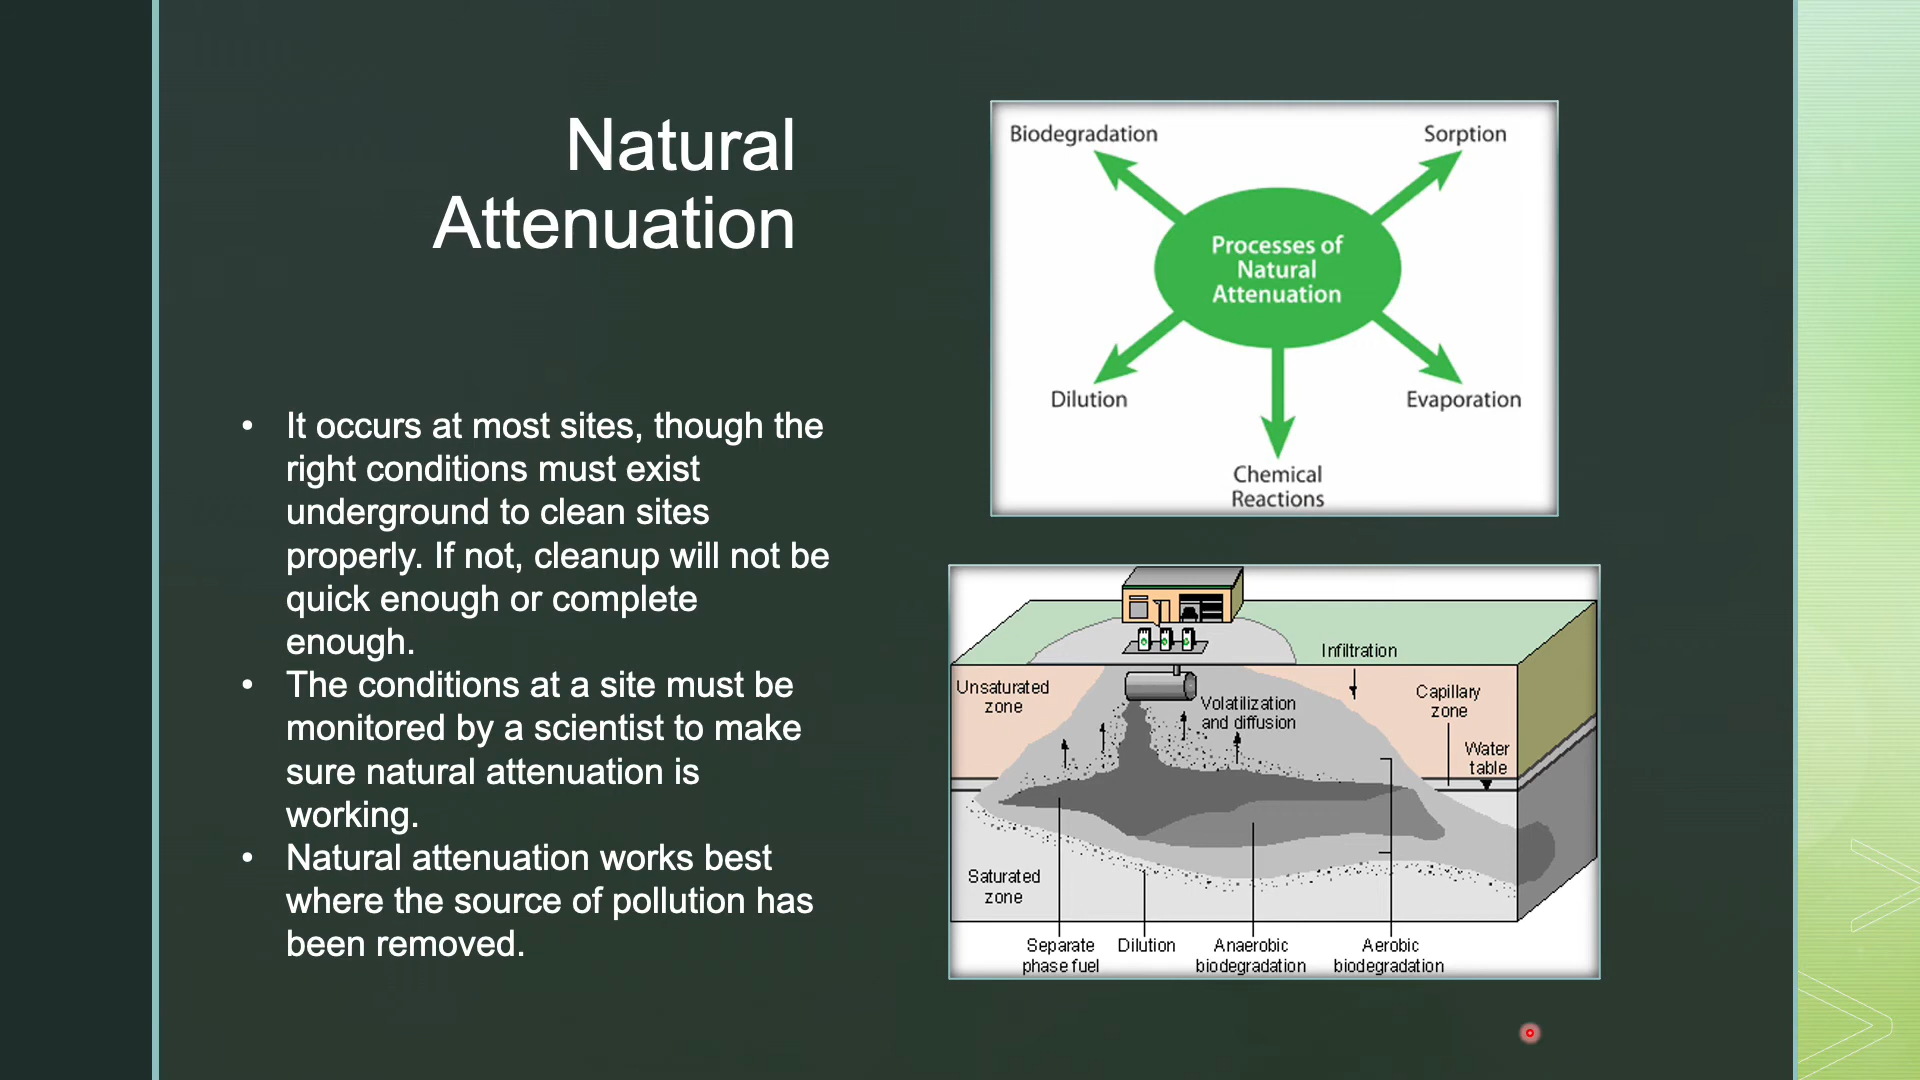 Natural
Attenuation
• It occurs at most sites, though the
right conditions must exist
underground to clean sites
properly. If not, cleanup will not be
quick enough or complete
enough.
• The conditions at a site must be
monitored by a scientist to make
sure natural attenuation is
working.
• Natural attenuation works best
where the source of pollution has
been removed.
Biodegradation
Sorption
Processes of
Natural
Attenuation
Dilution
Evaporation
Chemical
Reactions
Infiltration
Unsaturated
zone
Volatilization
and diffusion
Capillary
zone
Water
table
Saturated
zone
Separate
phase fuel
Dilution
Anaerobic
biodegradation
Aerobic
biodegradation